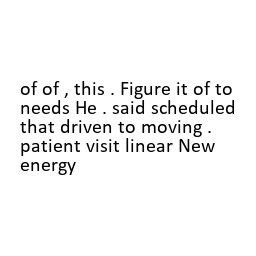 of of , this . Figure it of to
needs He . said scheduled
that driven to moving .
patient visit linear New
energy